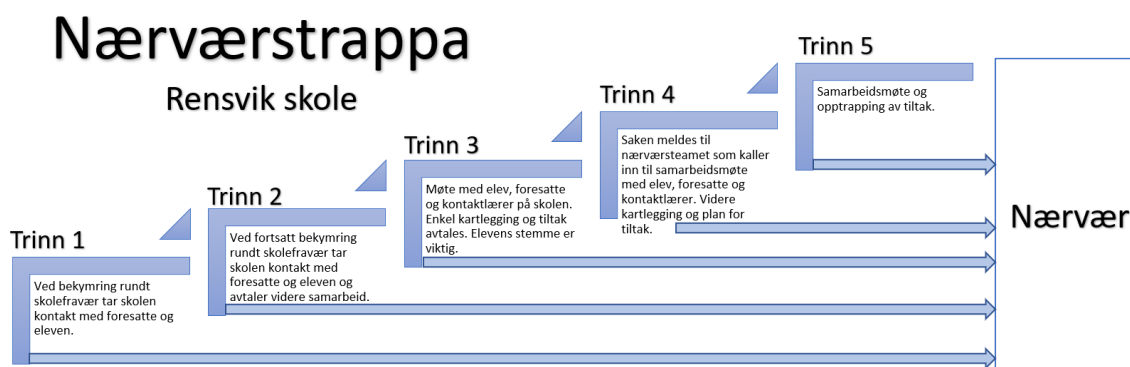 Nærværstrappa
Rensvik skole
Trinn 1
Ved bekymring rundt
skolefravær tar skolen
kontakt med foresatte og
eleven.
Trinn 2
Ved fortsatt bekymring
rundt skolefravær tar
skolen kontakt med
foresatte og eleven og
avtaler videre samarbeid.
Trinn 3
Møte med elev, foresatte
og kontaktlærer på skolen.
Enkel kartlegging og tiltak
avtales. Elevens stemme er
viktig.
Trinn 4
Saken meldes til
nærværsteamet som kaller
inn til samarbeidsmøte
med elev, foresatte og
kontaktlærer. Videre
kartlegging og plan for
tiltak.
Trinn 5
Samarbeidsmøte og
opptrapping av tiltak.
Nærvær